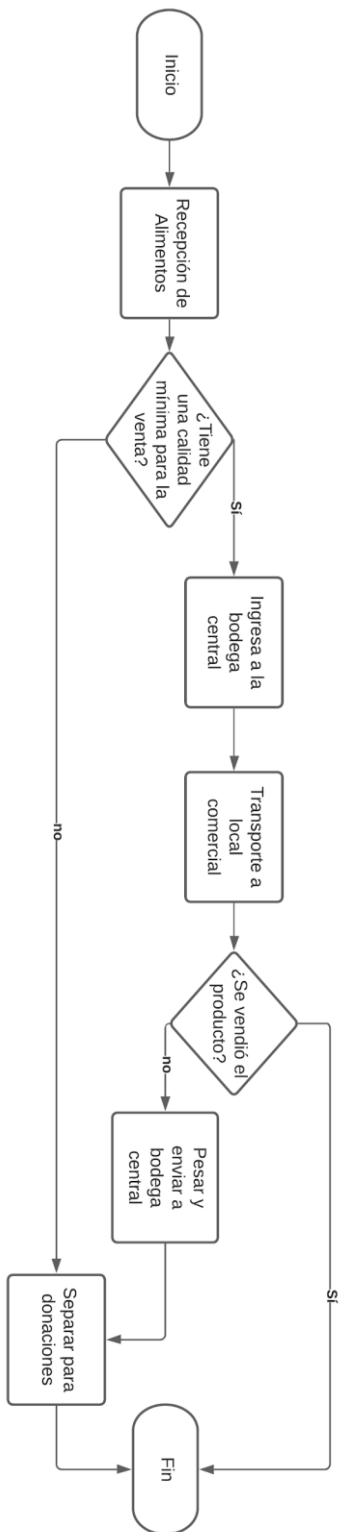 Inicio
Recepción de
Alimentos
¿Tiene
una calidad
mínima para la
venta?
Sí
no
Ingresa a la
bodega
central
Transporte a
local
comercial
¿Se vendió el
producto?
no
Sí
Pesar y
enviar a
bodega
central
Separar para
donaciones
Fin